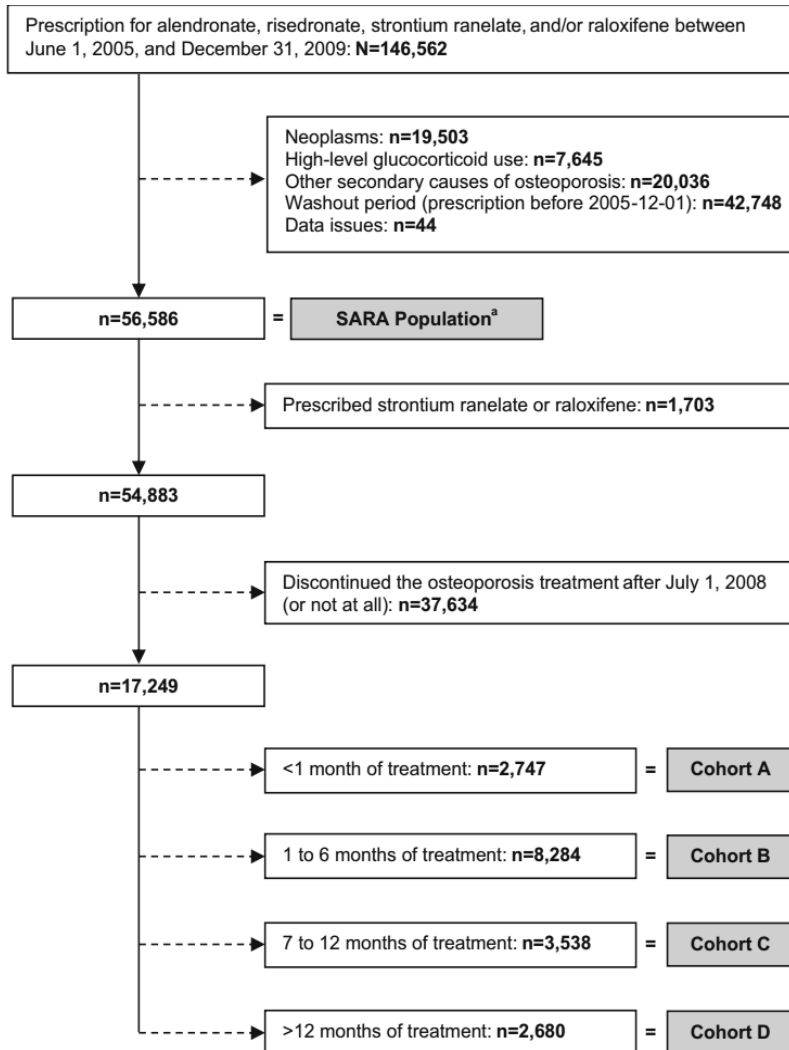 Prescription for alendronate, risedronate, strontium ranelate, and/or raloxifene between
June 1, 2005, and December 31, 2009: N=146,562
Neoplasms: n=19,503
High-level glucocorticoid use: n=7,645
Other secondary causes of osteoporosis: n=20,036
Washout period (prescription before 2005-12-01): n=42,748
Data issues: n=44
n=56,586 = SARA Populationᵃ
Prescribed strontium ranelate or raloxifene: n=1,703
n=54,883
Discontinued the osteoporosis treatment after July 1, 2008
(or not at all): n=37,634
n=17,249
<1 month of treatment: n=2,747 = Cohort A
1 to 6 months of treatment: n=8,284 = Cohort B
7 to 12 months of treatment: n=3,538 = Cohort C
>12 months of treatment: n=2,680 = Cohort D